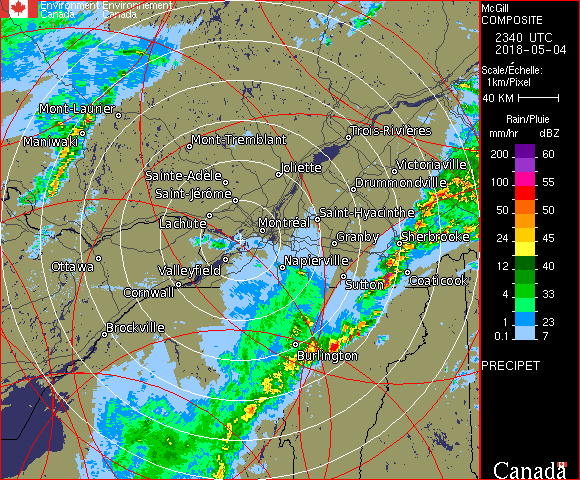 Environment Environnement
Canada Canada
McGill
COMPOSITE
2340 UTC
2018-05-04
Scale/Échelle:
1km/Pixel
40 KM
Rain/Pluie
mm/hr dBZ
200 60
100 55
50 50
24 45
12 40
4 33
1 23
0.1 7
PRECIPET
Canada
Mont-Laurier
Maniwaki
Mont-Tremblant
Trois-Rivières
Sainte-Adèle
Joliette
Victoriaville
Saint-Jérôme
Drummondville
Lachute
Montréal
Saint-Hyacinthe
Granby
Sherbrooke
Ottawa
Valleyfield
Napierville
Cornwall
Sutton
Coaticook
Brockville
Burlington